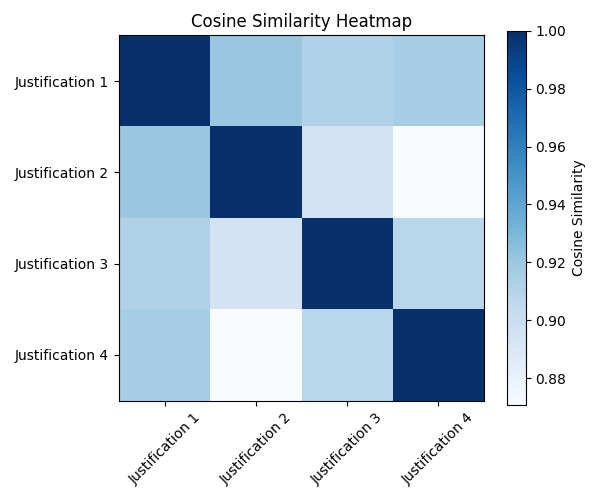 Cosine Similarity Heatmap
Justification 1
Justification 2
Justification 3
Justification 4
Justification 1
Justification 2
Justification 3
Justification 4
1.00
0.98
0.96
0.94
0.92
0.90
0.88
Cosine Similarity